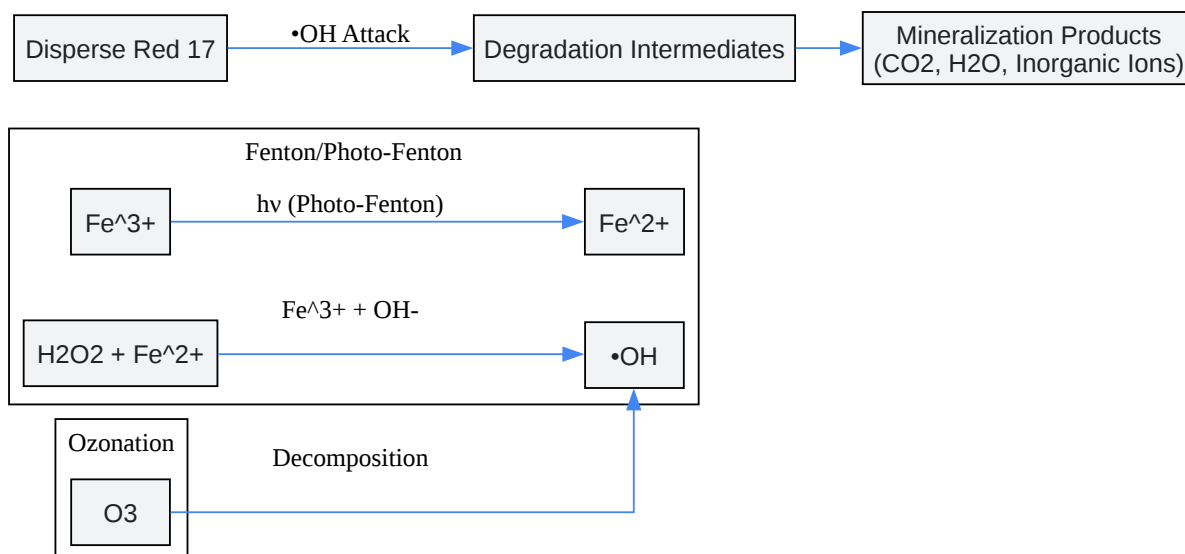 Disperse Red 17
•OH Attack
Degradation Intermediates
Mineralization Products
(CO2, H2O, Inorganic Ions)
Fenton/Photo-Fenton
Fe^3+
hν (Photo-Fenton)
Fe^2+
H2O2 + Fe^2+
Fe^3+ + OH-
•OH
Ozonation
O3
Decomposition